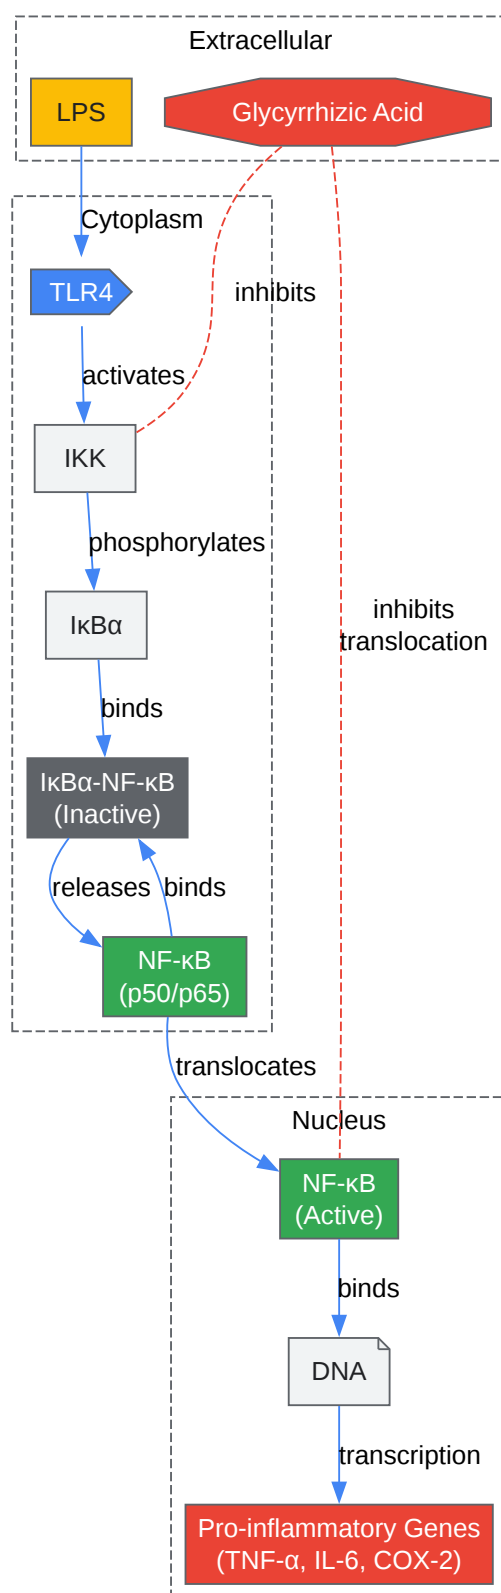 Extracellular
LPS
Glycyrrhizic Acid
Cytoplasm
TLR4
inhibits
activates
IKK
phosphorylates
IκBα
inhibits
translocation
binds
IκBα-NF-κB
(Inactive)
releases
binds
NF-κB
(p50/p65)
translocates
Nucleus
NF-κB
(Active)
binds
DNA
transcription
Pro-inflammatory Genes
(TNF-α, IL-6, COX-2)